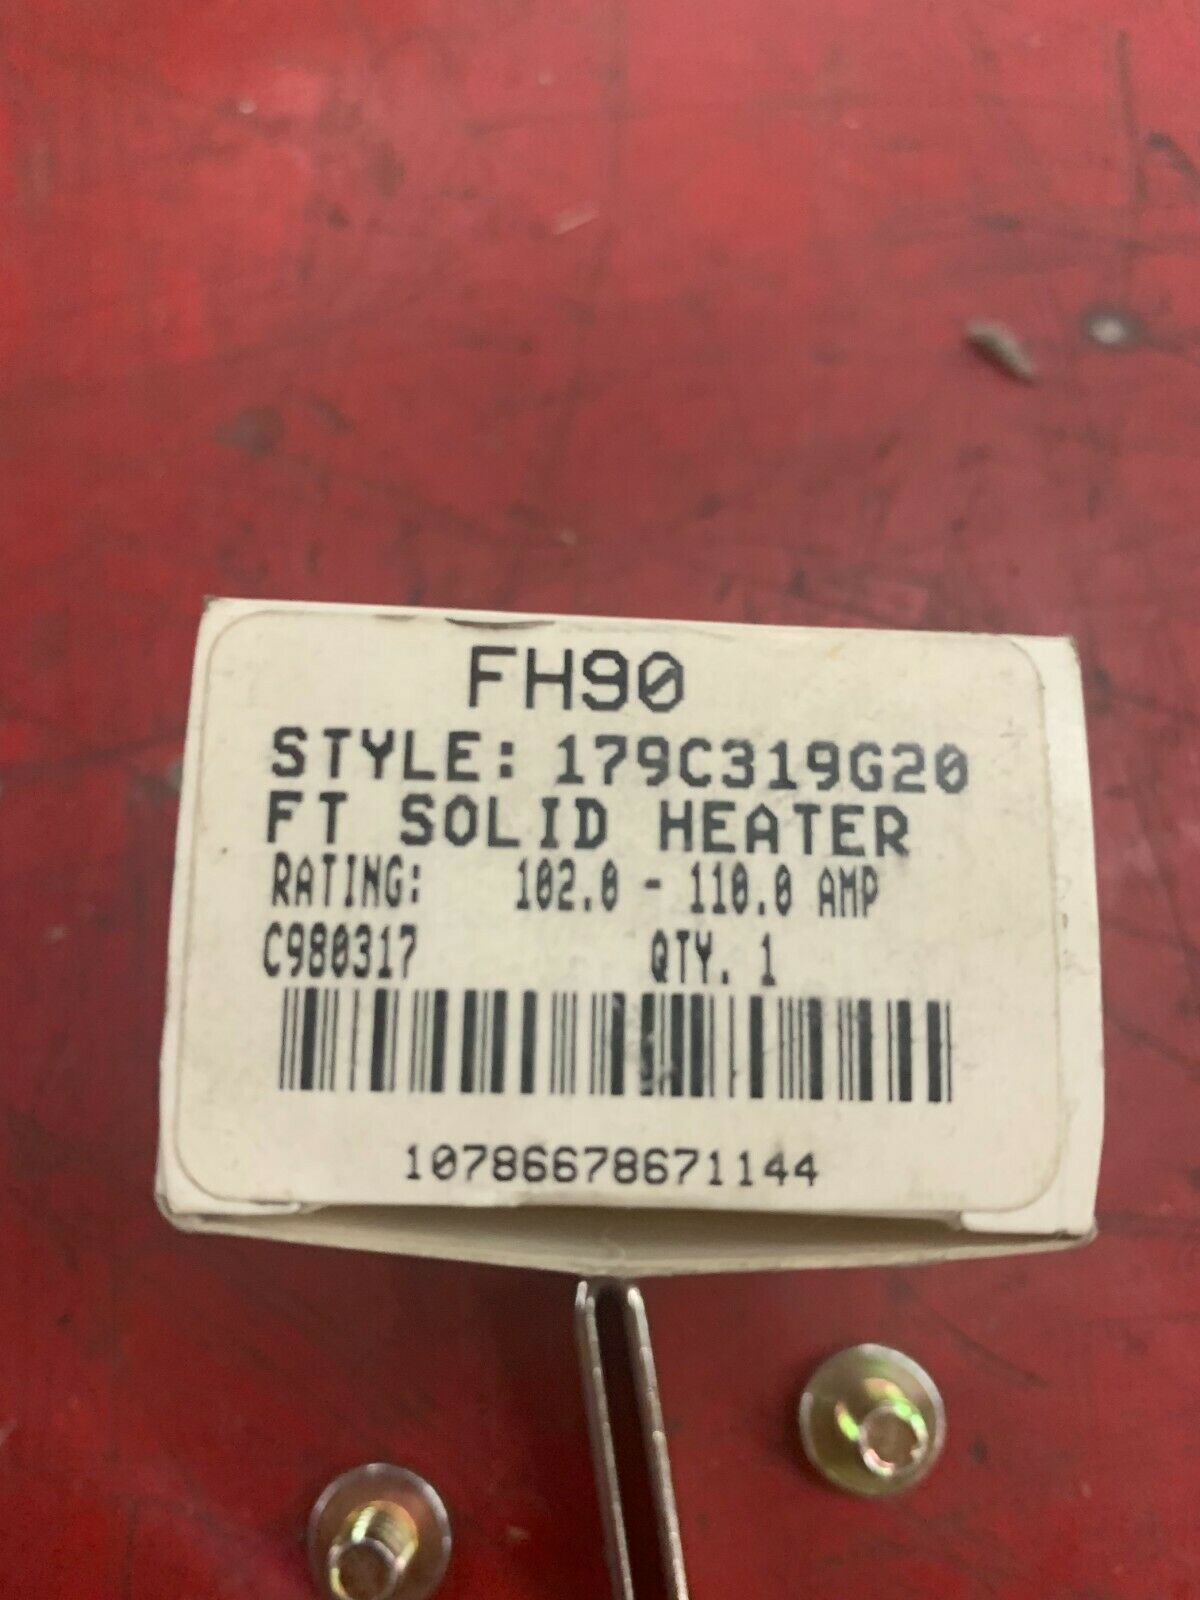 FH90
STYLE: 179C319G20
FT SOLID HEATER
RATING: 102.0 - 110.0 AMP
C980317 QTY. 1
10786678671144